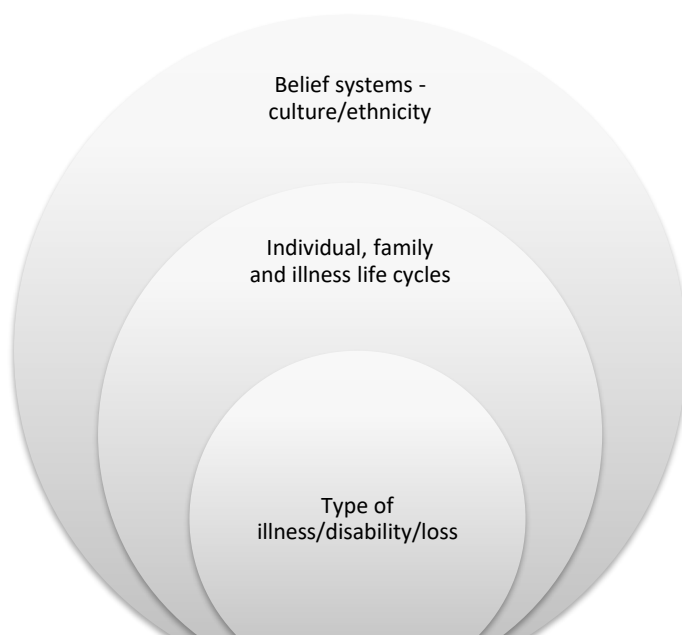 Belief systems -
culture/ethnicity
Individual, family
and illness life cycles
Type of
illness/disability/loss